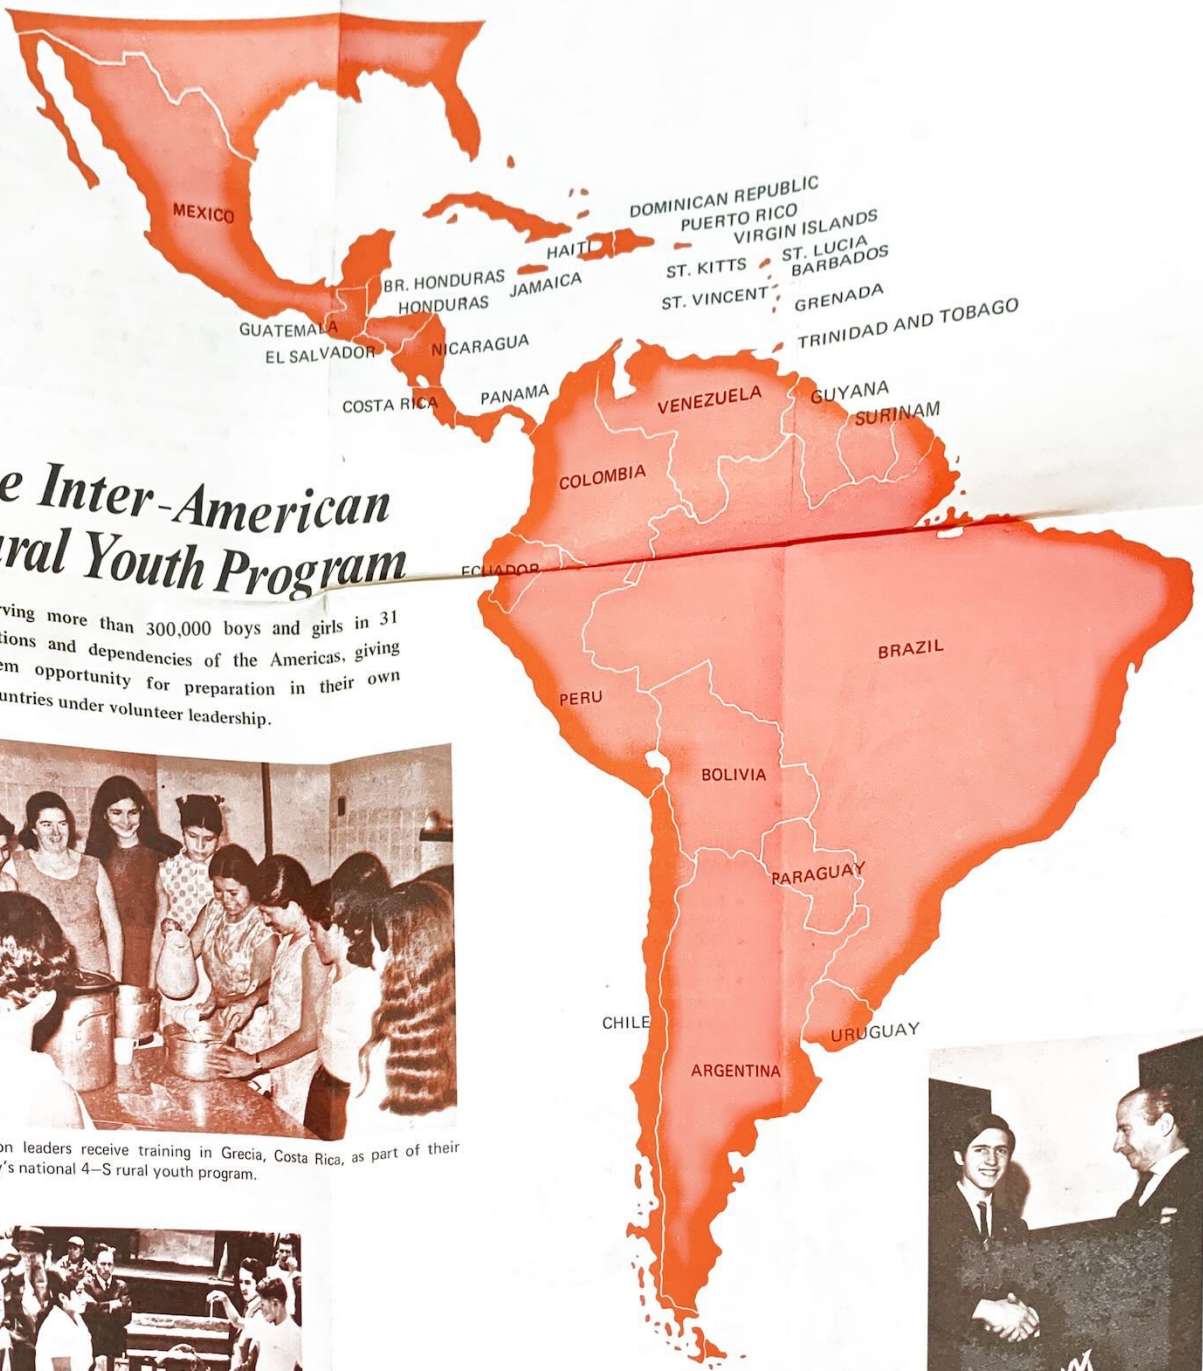 MEXICO
DOMINICAN REPUBLIC
PUERTO RICO
VIRGIN ISLANDS
HAITI
ST. KITTS
ST. LUCIA
BARBADOS
BR. HONDURAS
JAMAICA
HONDURAS
ST. VINCENT
GRENADA
GUATEMALA
TRINIDAD AND TOBAGO
EL SALVADOR
NICARAGUA
COSTA RICA
PANAMA
VENEZUELA
GUYANA
SURINAM
COLOMBIA
ECUADOR
BRAZIL
PERU
BOLIVIA
PARAGUAY
CHILE
URUGUAY
ARGENTINA
e Inter-American
ral Youth Program
ving more than 300,000 boys and girls in 31
tions and dependencies of the Americas, giving
em opportunity for preparation in their own
untries under volunteer leadership.
on leaders receive training in Grecia, Costa Rica, as part of their
y's national 4–S rural youth program.